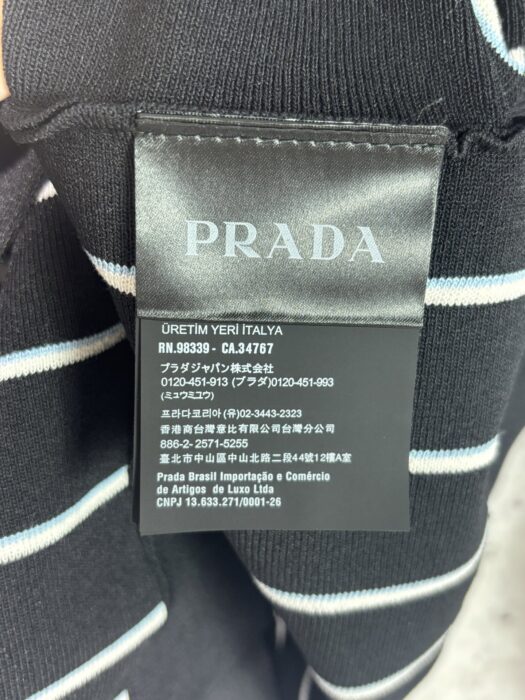 PRADA
ÜRETİM YERİ İTALYA
RN.98339 - CA.34767
プラダジャパン株式会社
0120-451-913 (プラダ)0120-451-993
(ミュウミュウ)
프라다코리아 (유)02-3443-2323
香港商台灣意比有限公司台灣分公司
886-2- 2571-5255
臺北市中山區中山北路二段44號12樓A室
Prada Brasil Importação e Comércio
de Artigos de Luxo Ltda
CNPJ 13.633.271/0001-26